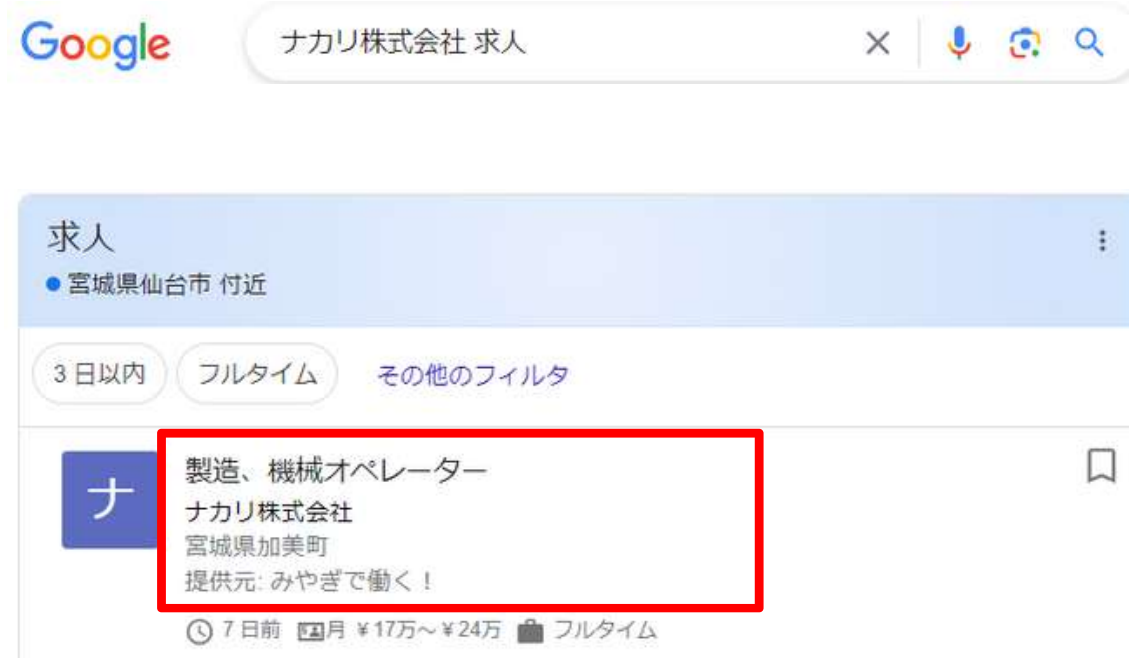 Google
ナカリ株式会社 求人
求人
宮城県仙台市 付近
3 日以内
フルタイム
その他のフィルタ
ナ
製造、機械オペレーター
ナカリ株式会社
宮城県加美町
提供元: みやぎで働く！
7 日前 月 ¥17万～¥24万 フルタイム